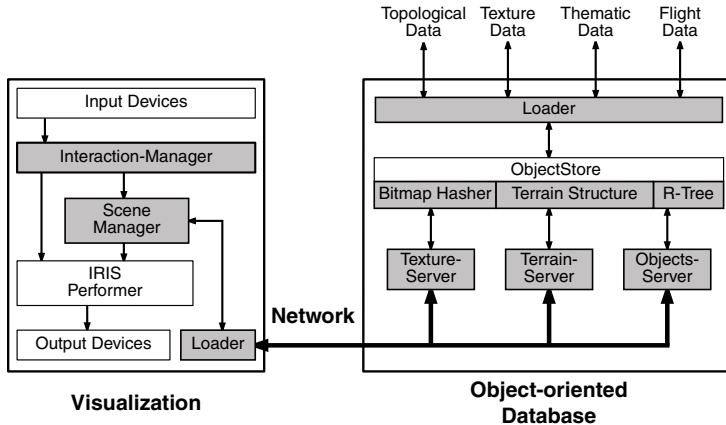 Topological
Data
Texture
Data
Thematic
Data
Flight
Data
Input Devices
Interaction-Manager
Scene
Manager
IRIS
Performer
Output Devices
Loader
Network
Loader
ObjectStore
Bitmap Hasher
Terrain Structure
R-Tree
Texture-
Server
Terrain-
Server
Objects-
Server
Visualization
Object-oriented
Database